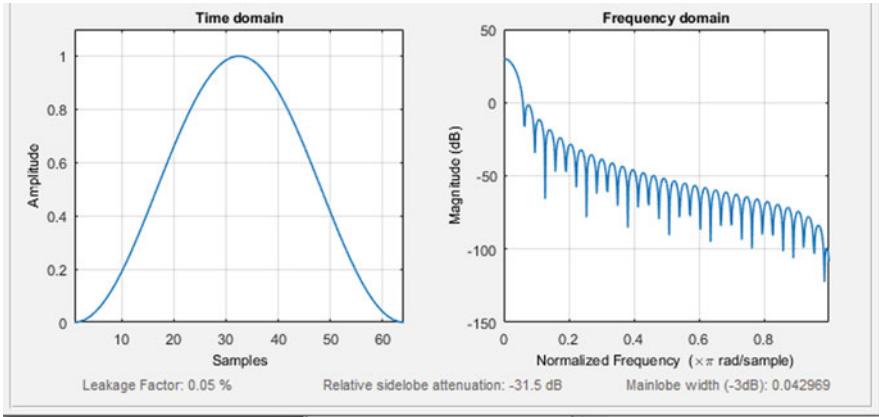 Time domain
1
0.8
0.6
0.4
0.2
0
10 20 30 40 50 60
Amplitude
Samples
Frequency domain
50
0
-50
-100
-150
0 0.2 0.4 0.6 0.8
Magnitude (dB)
Normalized Frequency (×π rad/sample)
Leakage Factor: 0.05 %
Relative sidelobe attenuation: -31.5 dB
Mainlobe width (-3dB): 0.042969